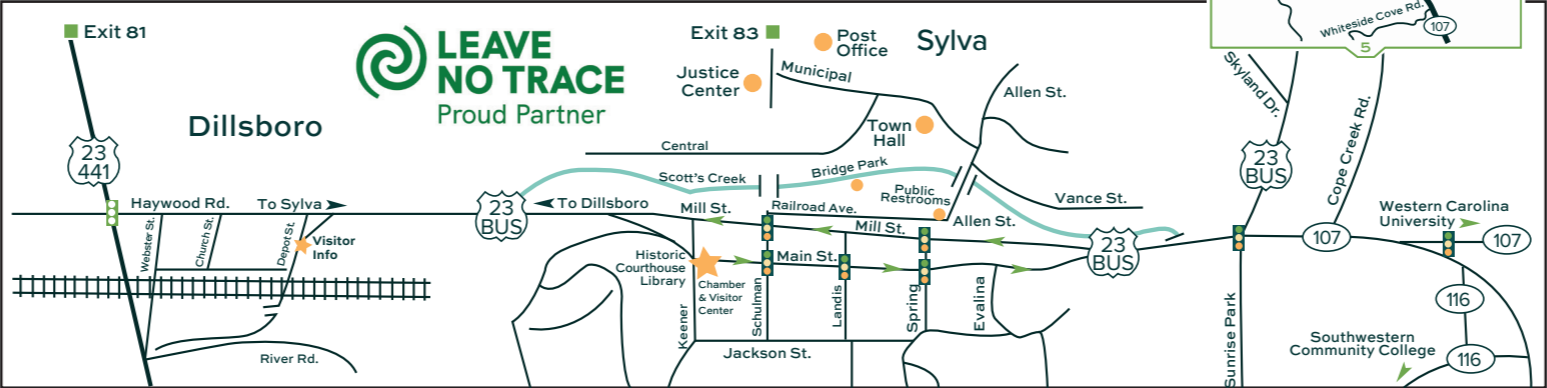 Exit 81
LEAVE
NO TRACE
Proud Partner
Exit 83
Post
Office
Sylva
Justice
Center
Municipal
Allen St.
Town
Hall
Central
Dillsboro
23
441
Haywood Rd.
To Sylva
Webster St.
Church St.
Depot St.
Visitor
Info
River Rd.
23
BUS
To Dillsboro
Scott's Creek
Bridge Park
Public
Restrooms
Railroad Ave.
Allen St.
Vance St.
Mill St.
Mill St.
Main St.
Historic
Courthouse
Library
Chamber
& Visitor
Center
Keener
Schulman
Landis
Spring
Evalina
Jackson St.
23
BUS
Skyland Dr.
23
BUS
Whiteside Cove Rd.
107
5
Cope Creek Rd.
107
Western Carolina
University
107
116
116
Southwestern
Community College
Sunrise Park